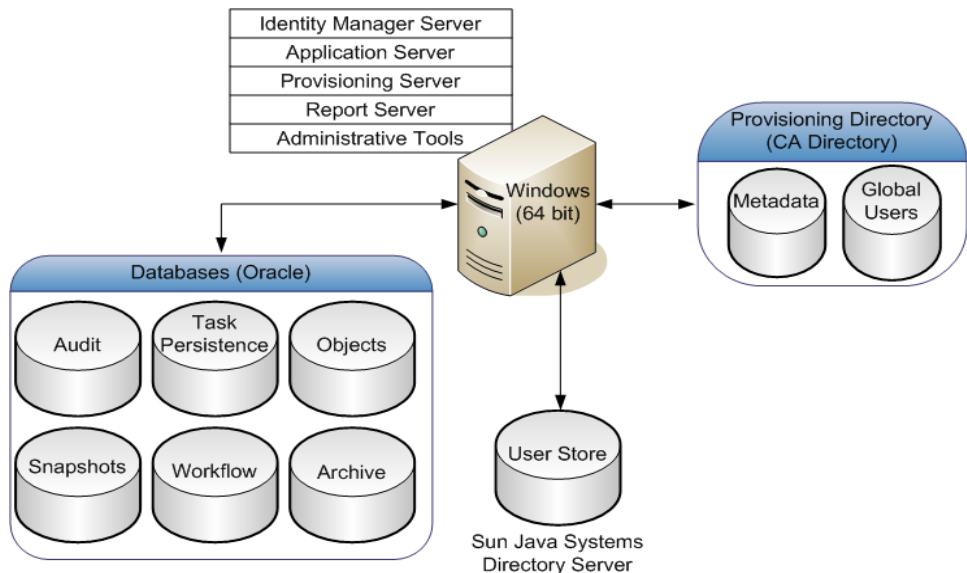 Identity Manager Server
Application Server
Provisioning Server
Report Server
Administrative Tools
Windows
(64 bit)
Provisioning Directory
(CA Directory)
Metadata
Global
Users
Databases (Oracle)
Audit
Task
Persistence
Objects
Snapshots
Workflow
Archive
User Store
Sun Java Systems
Directory Server